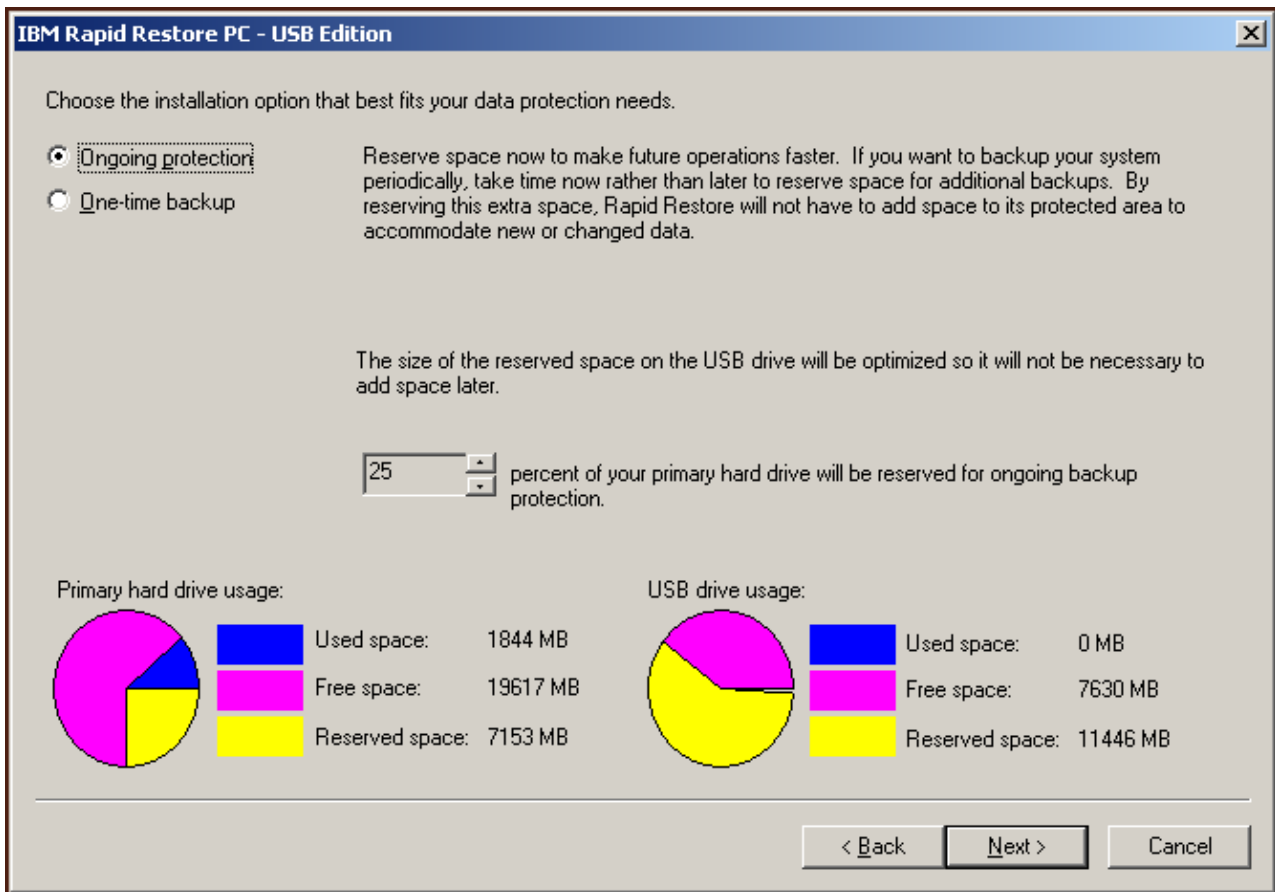 IBM Rapid Restore PC - USB Edition
Choose the installation option that best fits your data protection needs.
Ongoing protection
One-time backup
Reserve space now to make future operations faster. If you want to backup your system
periodically, take time now rather than later to reserve space for additional backups. By
reserving this extra space, Rapid Restore will not have to add space to its protected area to
accommodate new or changed data.
The size of the reserved space on the USB drive will be optimized so it will not be necessary to
add space later.
25 percent of your primary hard drive will be reserved for ongoing backup
protection.
Primary hard drive usage:
Used space: 1844 MB
Free space: 19617 MB
Reserved space: 7153 MB
USB drive usage:
Used space: 0 MB
Free space: 7630 MB
Reserved space: 11446 MB
< Back
Next >
Cancel